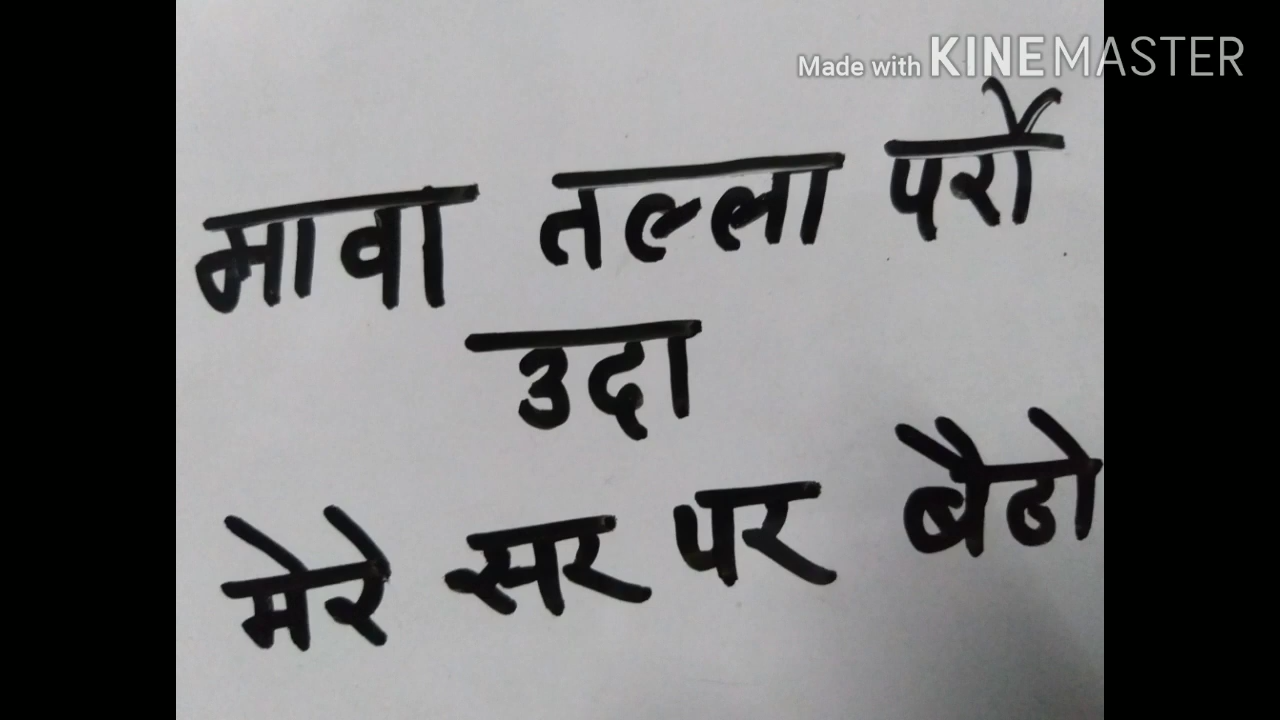 Made with KINEMASTER
मावा तल्ला परौ
उदा
मेरे सर पर बैठो